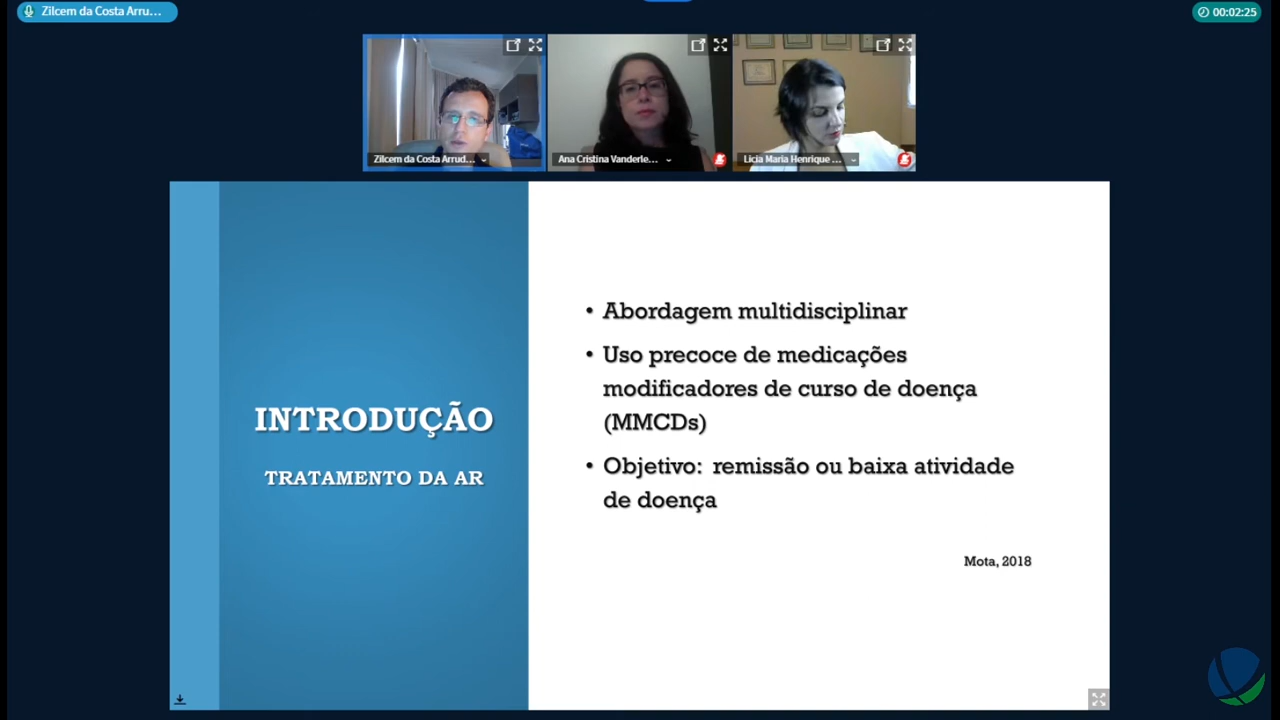 Zilcem da Costa Arru...
00:02:25
Zilcem da Costa Arrud...
Ana Cristina Vanderle...
Licia Maria Henrique ...
INTRODUÇÃO
TRATAMENTO DA AR
• Abordagem multidisciplinar
• Uso precoce de medicações
modificadores de curso de doença
(MMCDs)
• Objetivo: remissão ou baixa atividade
de doença
Mota, 2018